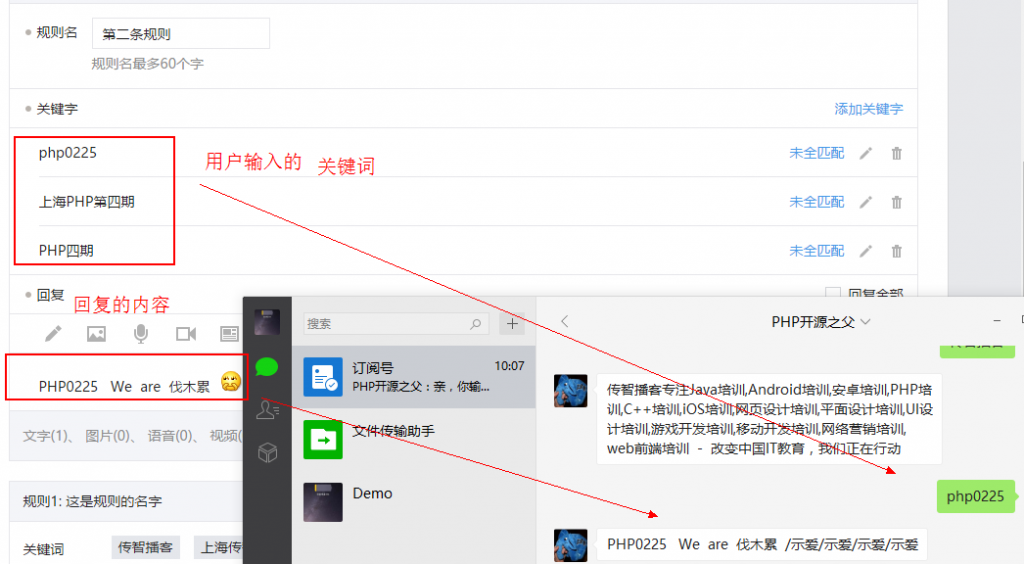 规则名 第二条规则
规则名最多60个字
关键字 添加关键字
php0225 未全匹配
用户输入的 关键词
上海PHP第四期 未全匹配
PHP四期 未全匹配
回复 回复全部
回复的内容
PHP0225 We are 伐木累
文字(1)、 图片(0)、 语音(0)、 视频(
规则1: 这是规则的名字
关键词 传智播客 上海传
搜索
订阅号 10:07
PHP开源之父：亲，你输...
文件传输助手
Demo
PHP开源之父
传智播客专注Java培训,Android培训,安卓培训,PHP培
训,C++培训,iOS培训,网页设计培训,平面设计培训,UI设
计培训,游戏开发培训,移动开发培训,网络营销培训,
web前端培训 - 改变中国IT教育，我们正在行动
php0225
PHP0225 We are 伐木累 /示爱/示爱/示爱/示爱